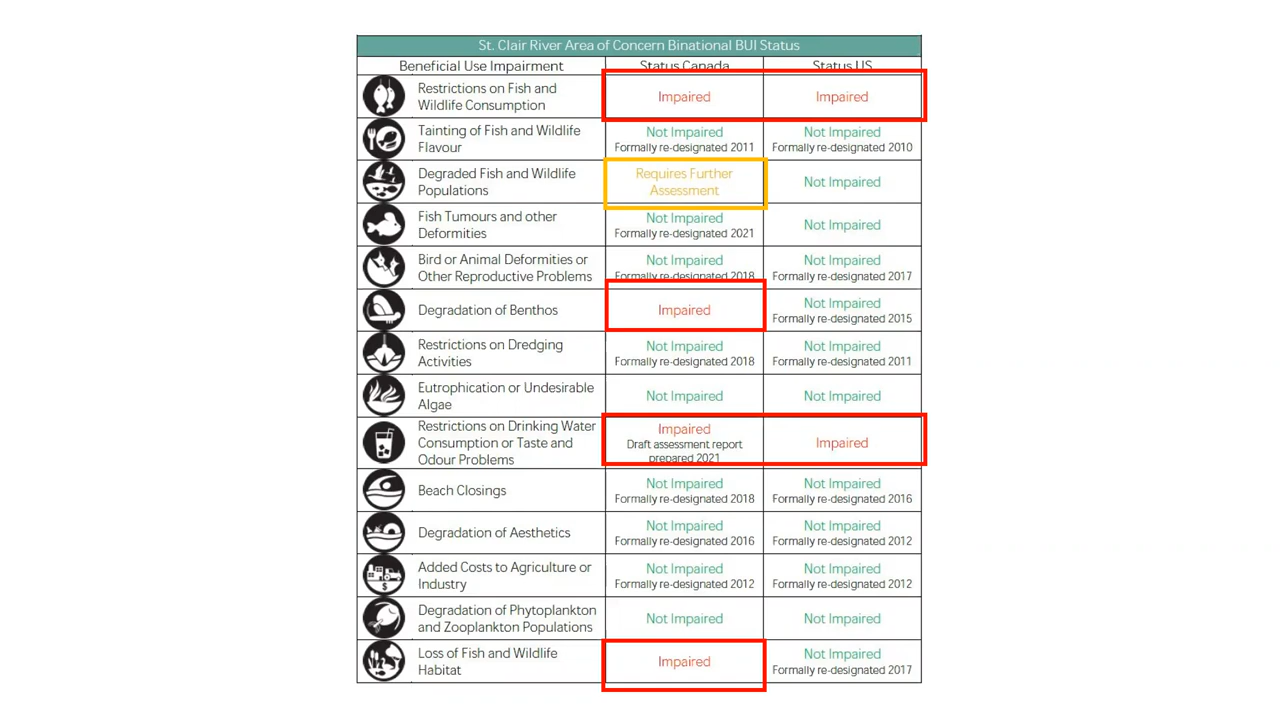 St. Clair River Area of Concern Binational BUI Status
Beneficial Use Impairment Status Canada Status US
Restrictions on Fish and
Wildlife Consumption
Impaired
Impaired
Tainting of Fish and Wildlife
Flavour
Not Impaired
Formally re-designated 2011
Not Impaired
Formally re-designated 2010
Degraded Fish and Wildlife
Populations
Requires Further
Assessment
Not Impaired
Fish Tumours and other
Deformities
Not Impaired
Formally re-designated 2021
Not Impaired
Bird or Animal Deformities or
Other Reproductive Problems
Not Impaired
Formally re-designated 2018
Not Impaired
Formally re-designated 2017
Degradation of Benthos
Impaired
Not Impaired
Formally re-designated 2015
Restrictions on Dredging
Activities
Not Impaired
Formally re-designated 2018
Not Impaired
Formally re-designated 2011
Eutrophication or Undesirable
Algae
Not Impaired
Not Impaired
Restrictions on Drinking Water
Consumption or Taste and
Odour Problems
Impaired
Draft assessment report
prepared 2021
Impaired
Beach Closings
Not Impaired
Formally re-designated 2018
Not Impaired
Formally re-designated 2016
Degradation of Aesthetics
Not Impaired
Formally re-designated 2016
Not Impaired
Formally re-designated 2012
Added Costs to Agriculture or
Industry
$
Not Impaired
Formally re-designated 2012
Not Impaired
Formally re-designated 2012
Degradation of Phytoplankton
and Zooplankton Populations
Not Impaired
Not Impaired
Loss of Fish and Wildlife
Habitat
Impaired
Not Impaired
Formally re-designated 2017